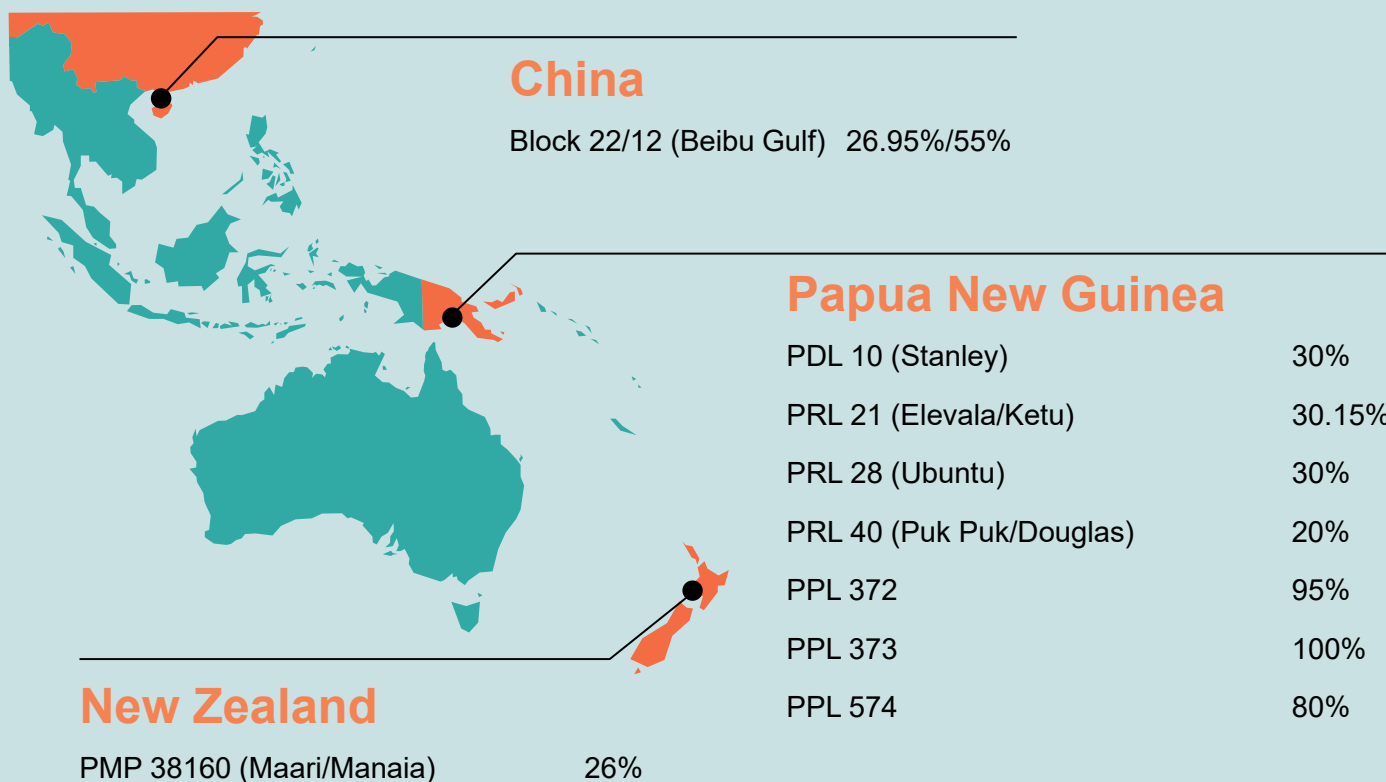 China
Block 22/12 (Beibu Gulf) 26.95%/55%
Papua New Guinea
PDL 10 (Stanley) 30%
PRL 21 (Elevala/Ketu) 30.15%
PRL 28 (Ubuntu) 30%
PRL 40 (Puk Puk/Douglas) 20%
PPL 372 95%
PPL 373 100%
PPL 574 80%
New Zealand
PMP 38160 (Maari/Manaia) 26%